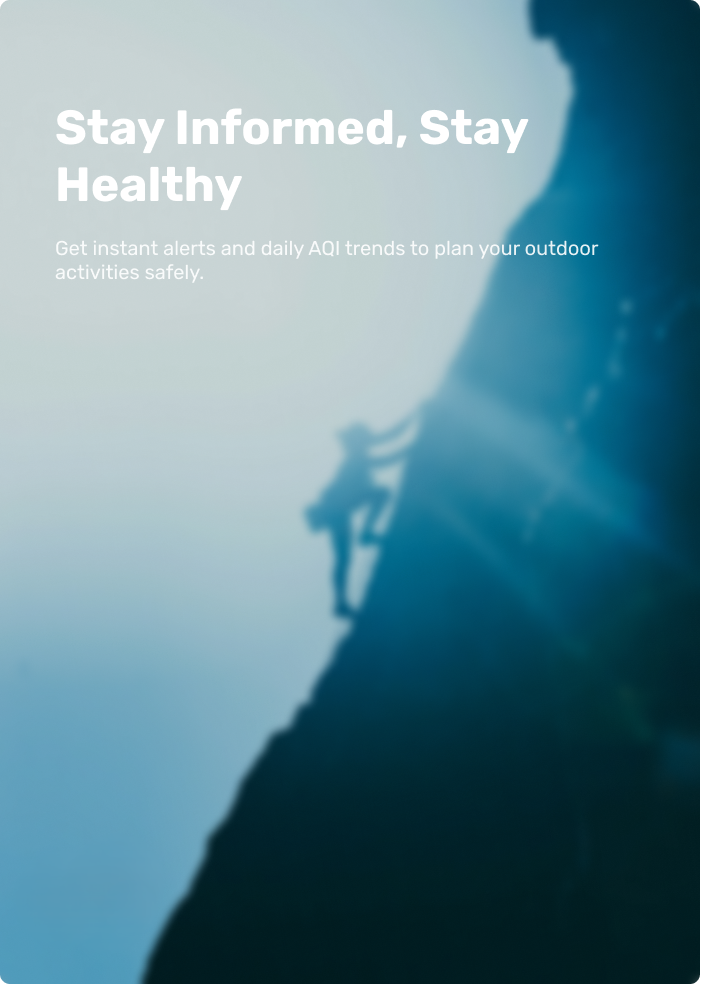 Stay Informed, Stay
Healthy
Get instant alerts and daily AQI trends to plan your outdoor
activities safely.